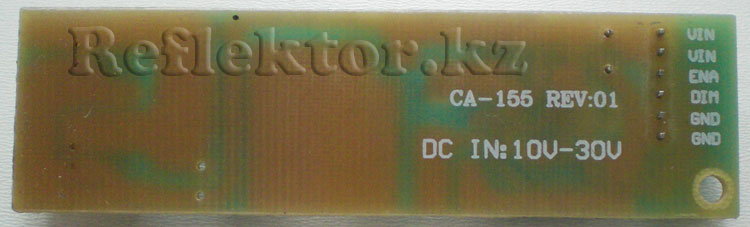 Reflektor.kz
VIN
VIN
ENA
DIM
GND
GND
CA-155 REV:01
DC IN:10V-30V